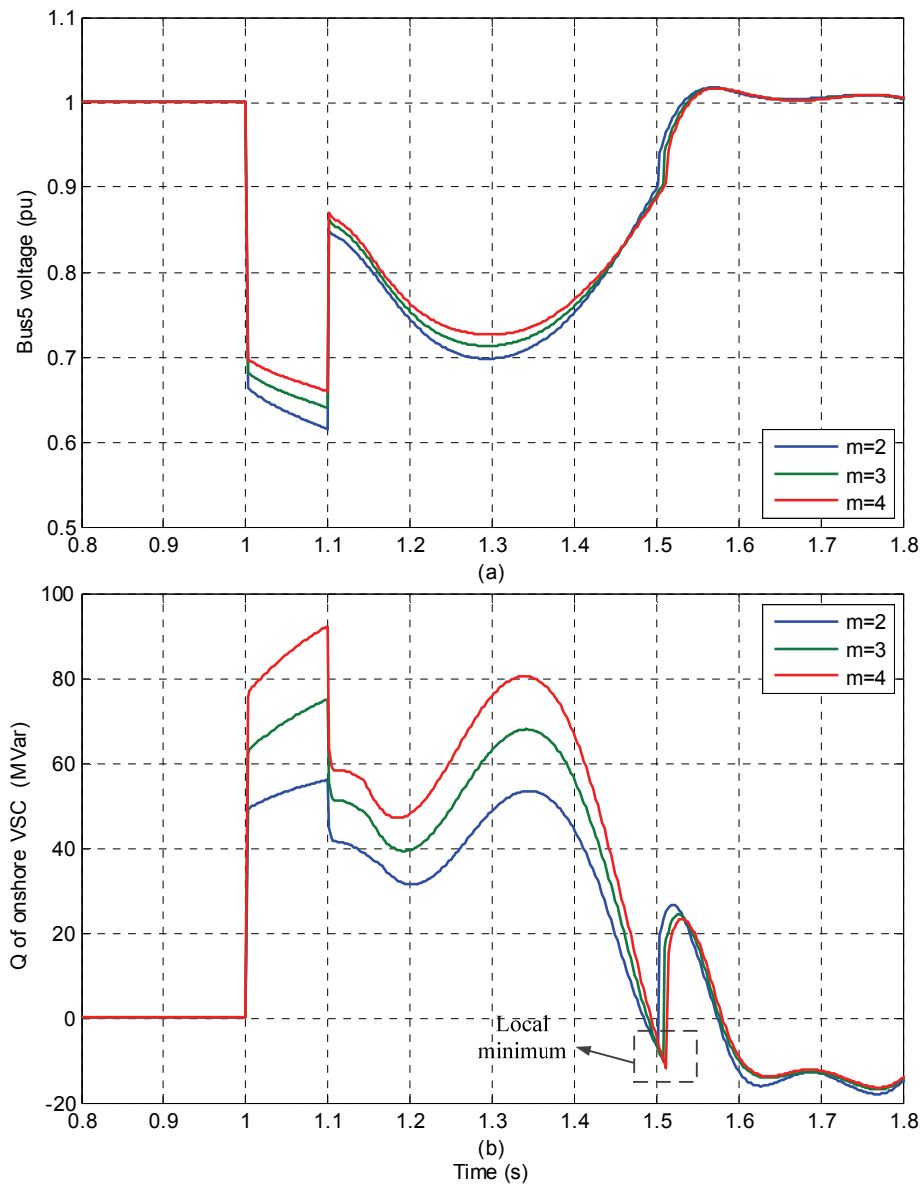 1.1
1
0.9
0.8
0.7
0.6
0.5
Bus5 voltage (pu)
m=2
m=3
m=4
0.8 0.9 1 1.1 1.2 1.3 1.4 1.5 1.6 1.7 1.8
(a)
100
80
60
40
20
0
-20
Q of onshore VSC (MVar)
m=2
m=3
m=4
Local
minimum
0.8 0.9 1 1.1 1.2 1.3 1.4 1.5 1.6 1.7 1.8
(b)
Time (s)